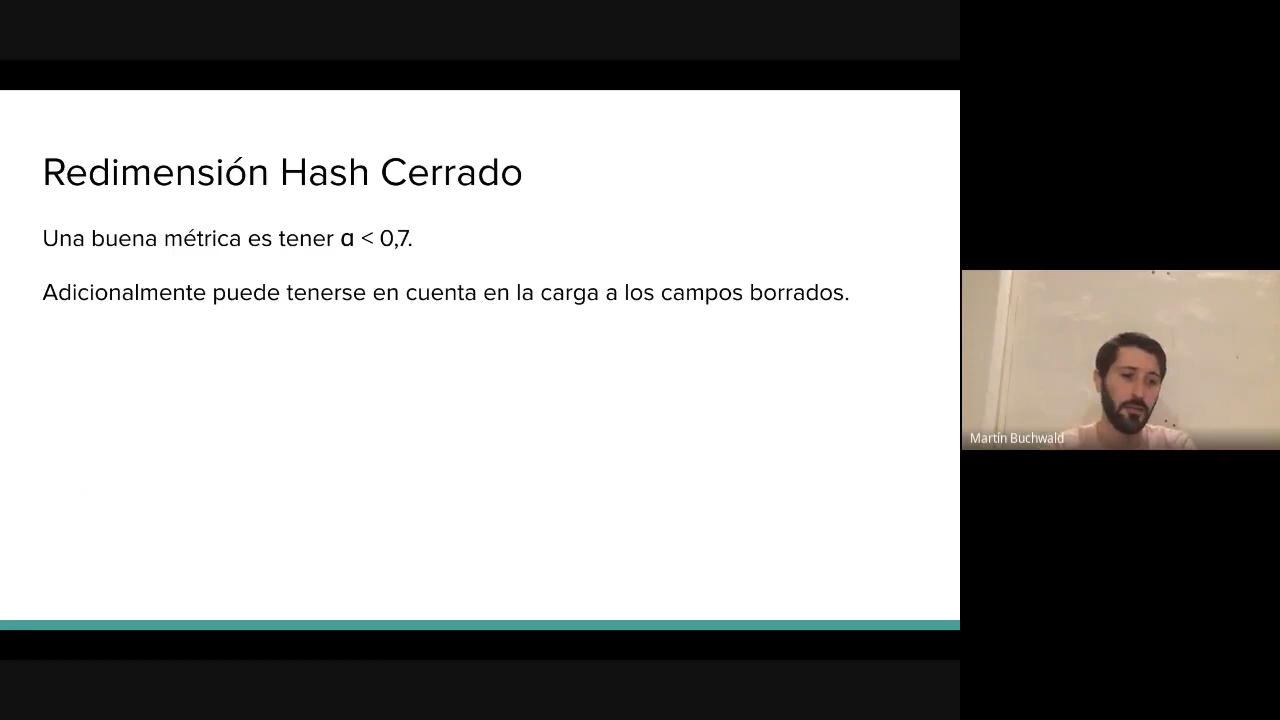 Redimensión Hash Cerrado
Una buena métrica es tener α < 0,7.
Adicionalmente puede tenerse en cuenta en la carga a los campos borrados.
Martín Buchwald